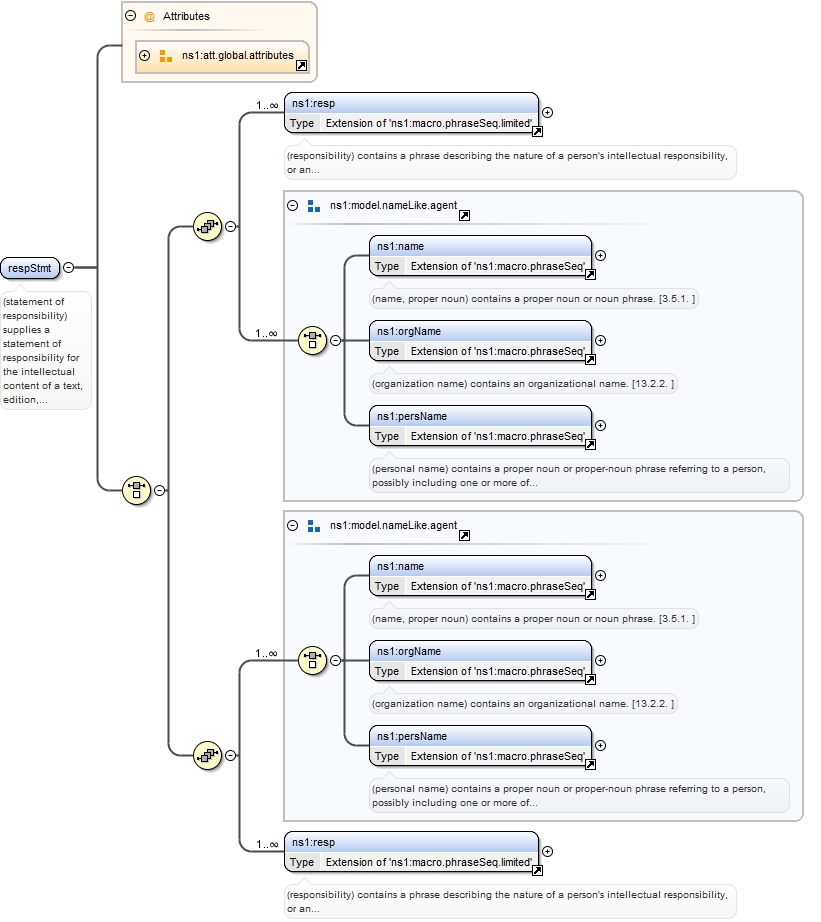 Attributes
ns1:att.global.attributes
1..∞
ns1:resp
Type Extension of 'ns1:macro.phraseSeq.limited'
(responsibility) contains a phrase describing the nature of a person's intellectual responsibility,
or an...
ns1:model.nameLike.agent
ns1:name
Type Extension of 'ns1:macro.phraseSeq'
(name, proper noun) contains a proper noun or noun phrase. [3.5.1. ]
1..∞
ns1:orgName
Type Extension of 'ns1:macro.phraseSeq'
(organization name) contains an organizational name. [13.2.2. ]
ns1:persName
Type Extension of 'ns1:macro.phraseSeq'
(personal name) contains a proper noun or proper-noun phrase referring to a person,
possibly including one or more of...
respStmt
(statement of
responsibility)
supplies a
statement of
responsibility for
the intellectual
content of a text,
edition,...
ns1:model.nameLike.agent
ns1:name
Type Extension of 'ns1:macro.phraseSeq'
(name, proper noun) contains a proper noun or noun phrase. [3.5.1. ]
1..∞
ns1:orgName
Type Extension of 'ns1:macro.phraseSeq'
(organization name) contains an organizational name. [13.2.2. ]
ns1:persName
Type Extension of 'ns1:macro.phraseSeq'
(personal name) contains a proper noun or proper-noun phrase referring to a person,
possibly including one or more of...
1..∞
ns1:resp
Type Extension of 'ns1:macro.phraseSeq.limited'
(responsibility) contains a phrase describing the nature of a person's intellectual responsibility,
or an...